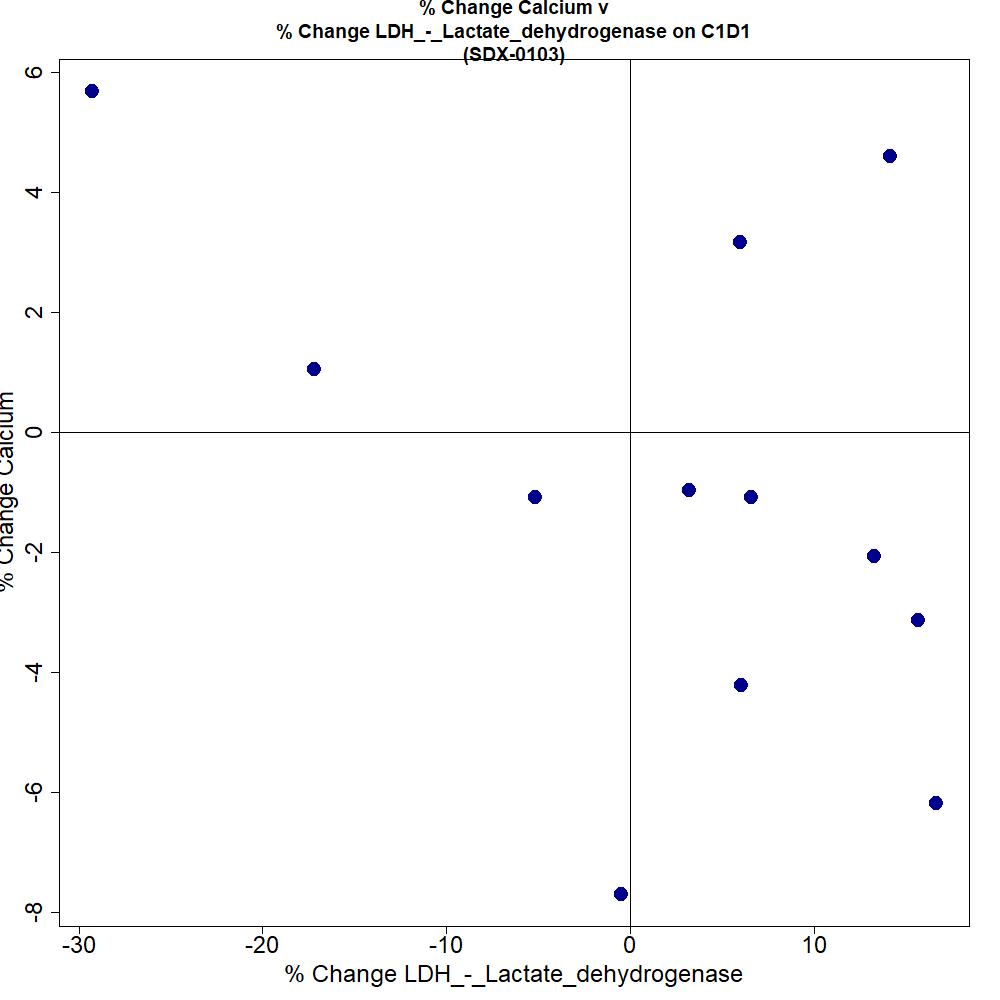 % Change Calcium v
% Change LDH_-_Lactate_dehydrogenase on C1D1
(SDX-0103)
% Change Calcium
6
4
2
0
-2
-4
-6
-8
-30
-20
-10
0
10
% Change LDH_-_Lactate_dehydrogenase